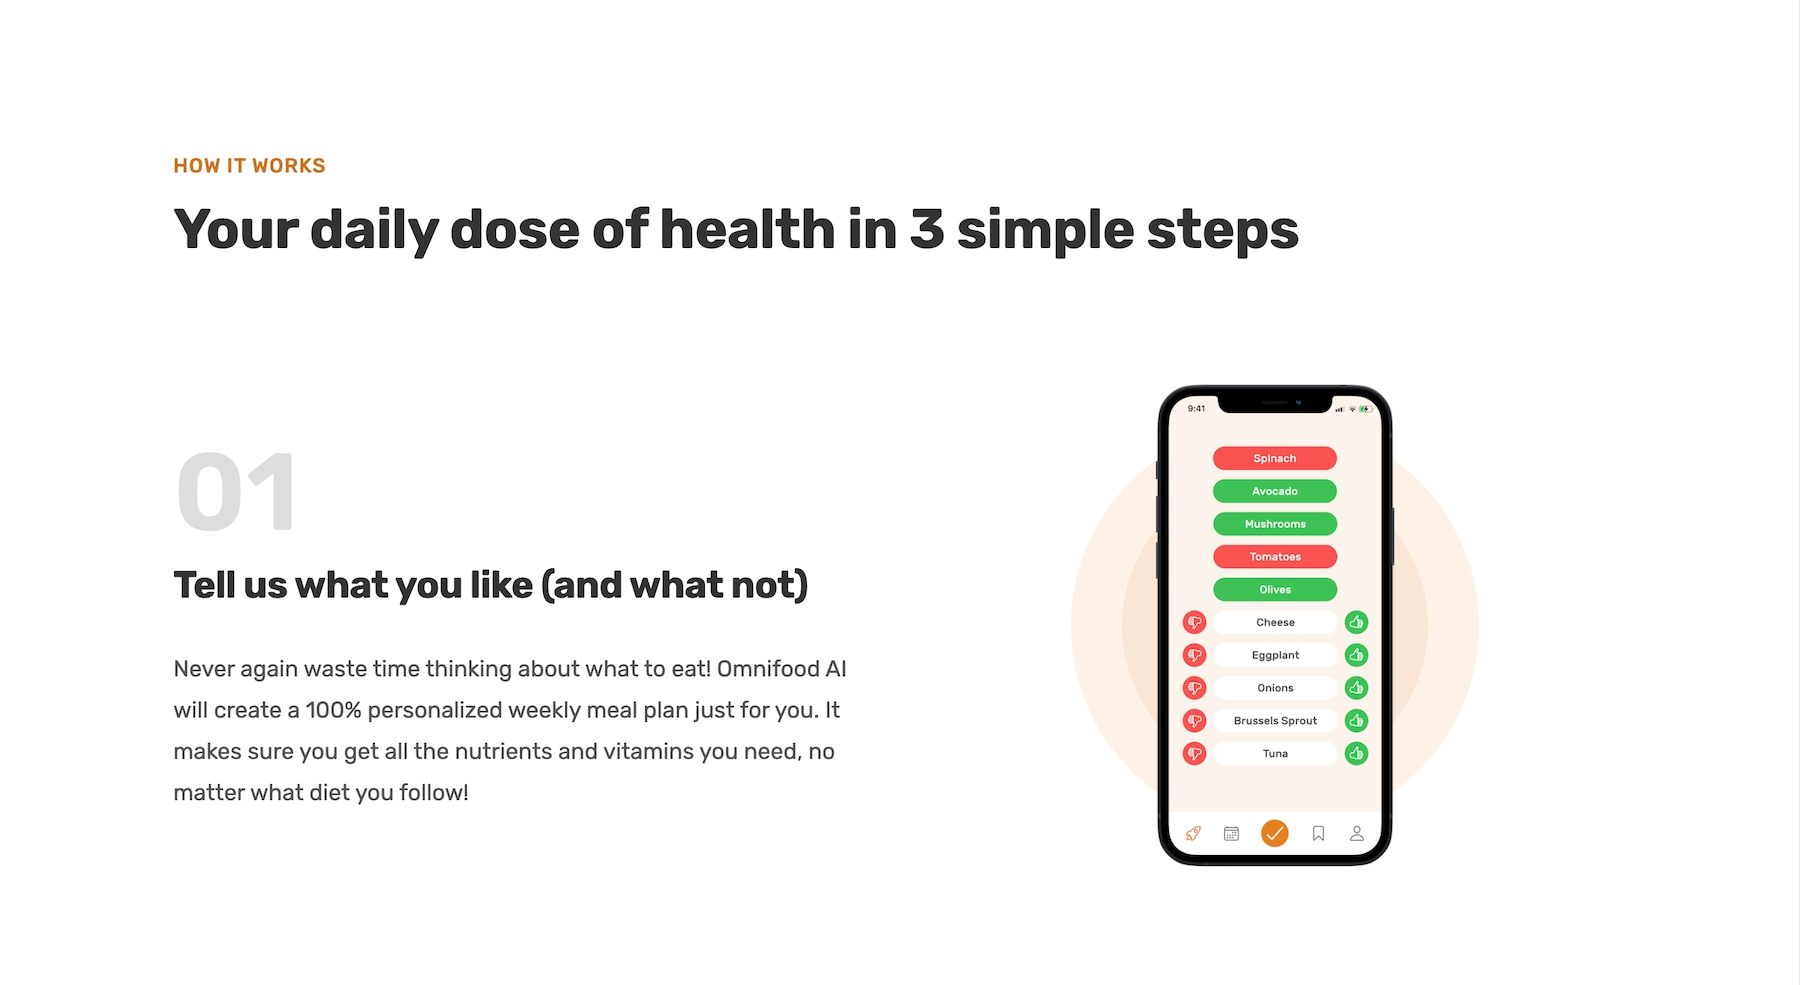 HOW IT WORKS
Your daily dose of health in 3 simple steps
01
Tell us what you like (and what not)
Never again waste time thinking about what to eat! Omnifood AI
will create a 100% personalized weekly meal plan just for you. It
makes sure you get all the nutrients and vitamins you need, no
matter what diet you follow!
9:41
Spinach
Avocado
Mushrooms
Tomatoes
Olives
Cheese
Eggplant
Onions
Brussels Sprout
Tuna